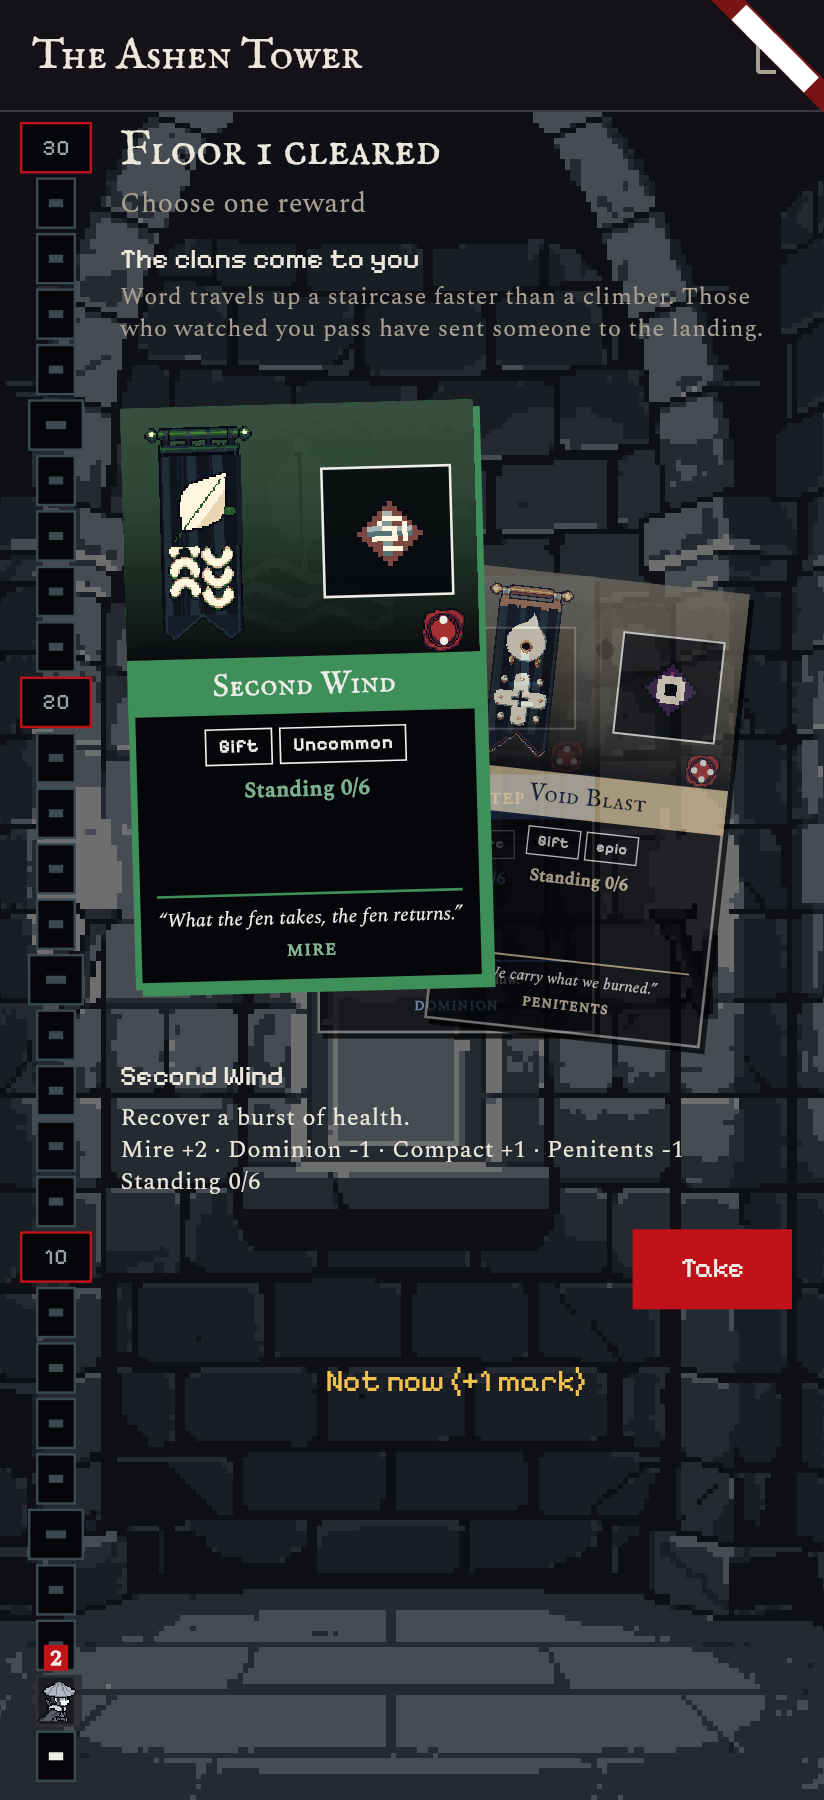 The Ashen Tower
30
Floor 1 cleared
Choose one reward
The clans come to you
Word travels up a staircase faster than a climber. Those
who watched you pass have sent someone to the landing.
Second Wind
Gift
Uncommon
Standing 0/6
“What the fen takes, the fen returns.”
MIRE
Void Blast
Gift
epic
Standing 0/6
carry what we burned.”
PENITENTS
DOMINION
20
Second Wind
Recover a burst of health.
Mire +2 · Dominion -1 · Compact +1 · Penitents -1
Standing 0/6
10
Take
Not now (+1 mark)
2